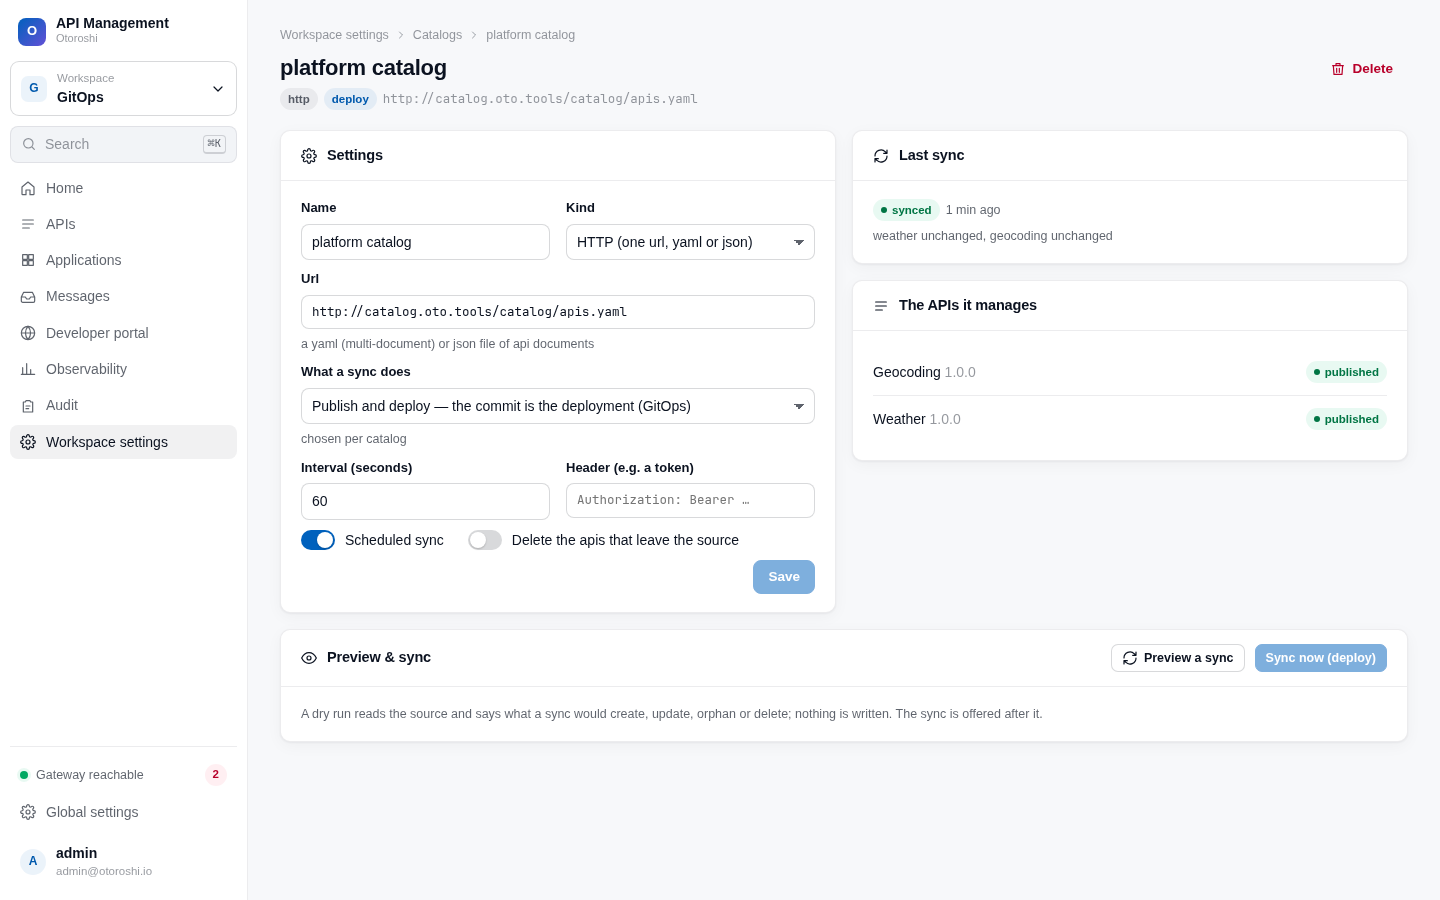 O
API Management
Otoroshi
G
Workspace
GitOps
Search
⌘K
Home
APIs
Applications
Messages
Developer portal
Observability
Audit
Workspace settings
Gateway reachable
2
Global settings
A
admin
admin@otoroshi.io
Workspace settings > Catalogs > platform catalog
platform catalog
Delete
http deploy http://catalog.oto.tools/catalog/apis.yaml
Settings
Name
Kind
platform catalog
HTTP (one url, yaml or json)
Url
http://catalog.oto.tools/catalog/apis.yaml
a yaml (multi-document) or json file of api documents
What a sync does
Publish and deploy — the commit is the deployment (GitOps)
chosen per catalog
Interval (seconds)
Header (e.g. a token)
60
Authorization: Bearer …
Scheduled sync
Delete the apis that leave the source
Save
Last sync
synced 1 min ago
weather unchanged, geocoding unchanged
The APIs it manages
Geocoding 1.0.0 published
Weather 1.0.0 published
Preview & sync
Preview a sync
Sync now (deploy)
A dry run reads the source and says what a sync would create, update, orphan or delete; nothing is written. The sync is offered after it.